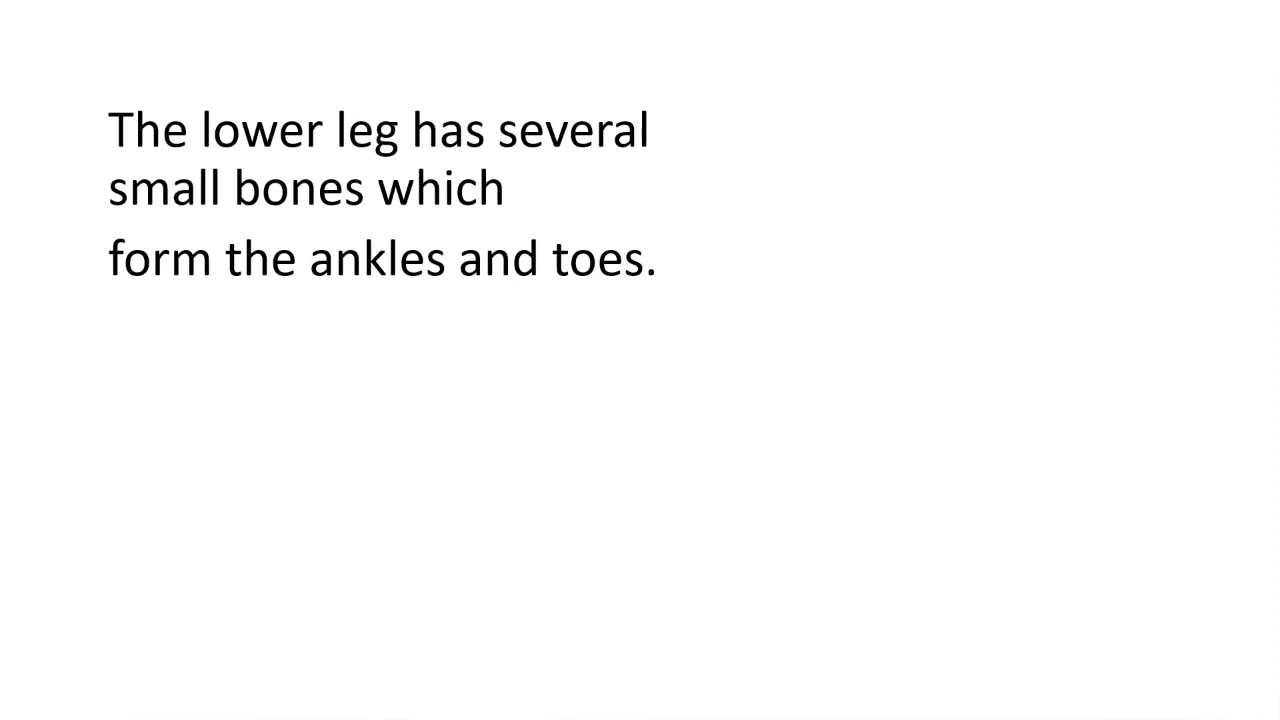 The lower leg has several
small bones which
form the ankles and toes.